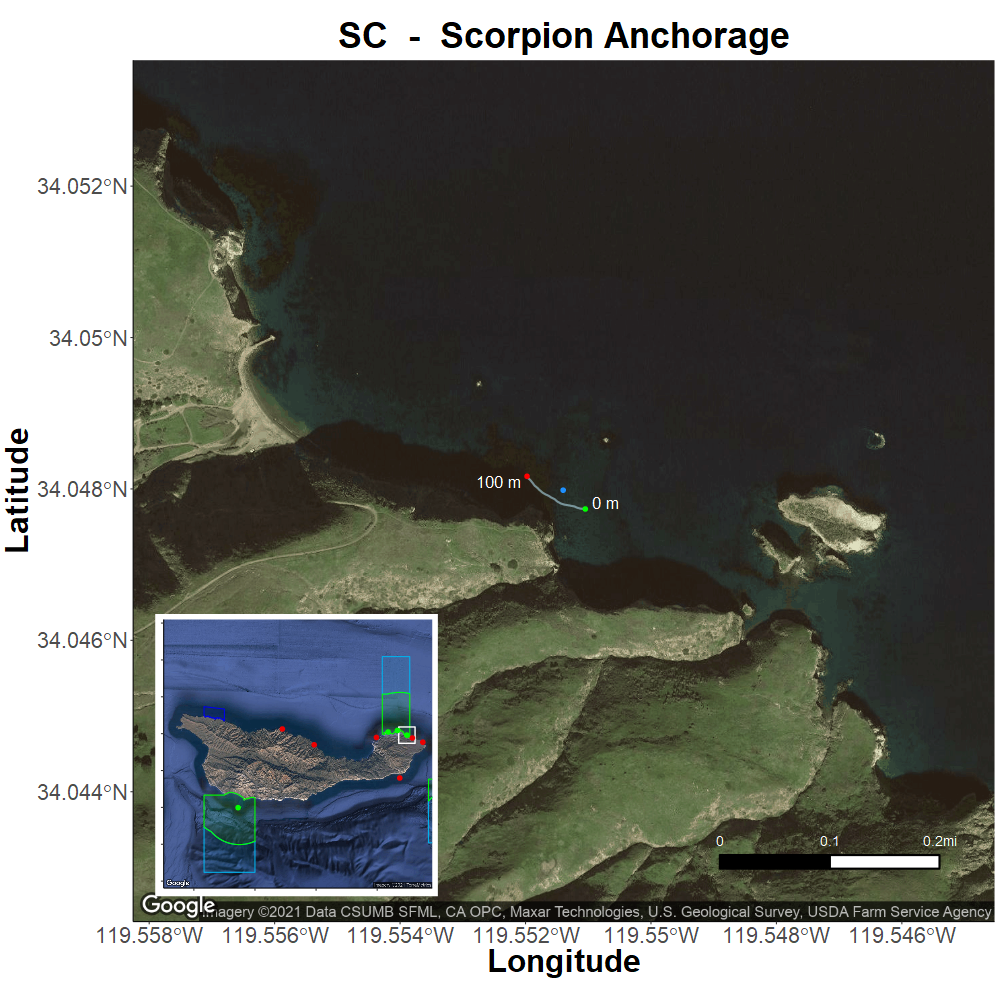 SC - Scorpion Anchorage
Latitude
34.052°N
34.05°N
34.048°N
34.046°N
34.044°N
100 m
0 m
0 0.1 0.2mi
Google
Google
Imagery ©2021 Data CSUMB SFML, CA OPC, Maxar Technologies, U.S. Geological Survey, USDA Farm Service Agency
119.558°W 119.556°W 119.554°W 119.552°W 119.55°W 119.548°W 119.546°W
Longitude